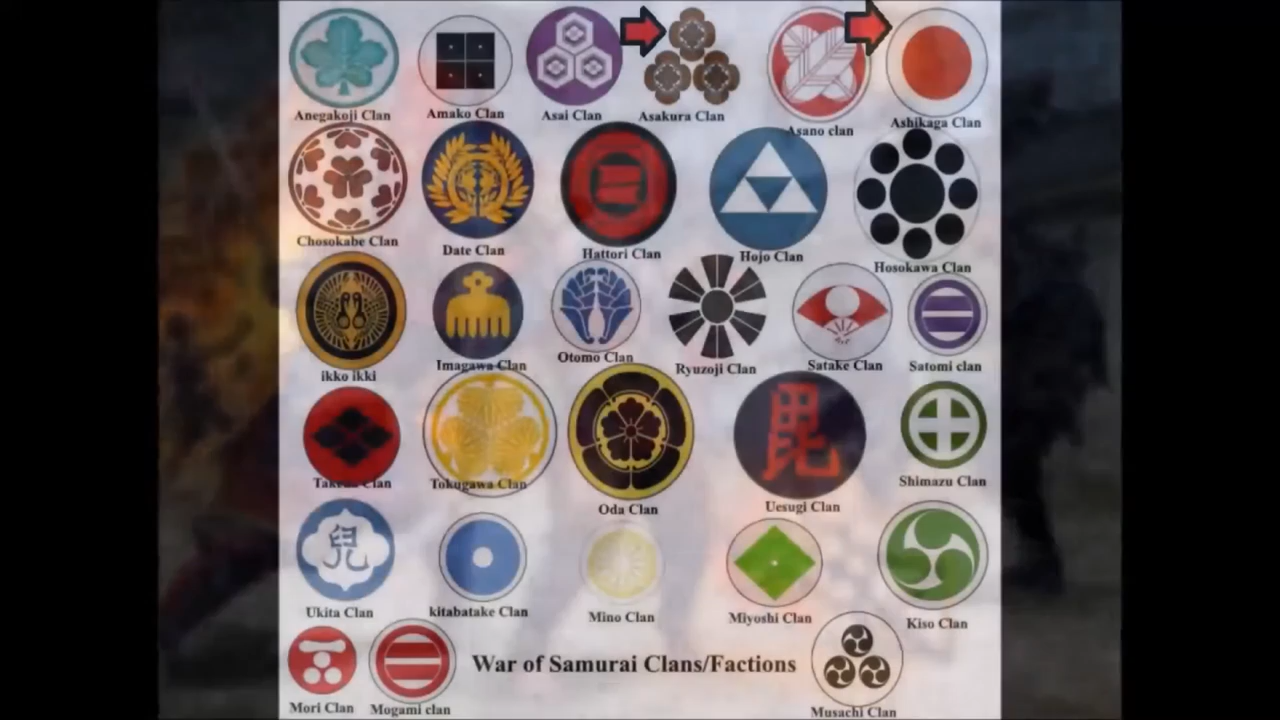 Anegakoji Clan
Amako Clan
Asai Clan
Asakura Clan
Asano clan
Ashikaga Clan
Chosokabe Clan
Date Clan
Hattori Clan
Hojo Clan
Hosokawa Clan
ikko ikki
Imagawa Clan
Otomo Clan
Ryuzoji Clan
Satake Clan
Satomi clan
Takeda Clan
Tokugawa Clan
Oda Clan
毘
Uesugi Clan
Shimazu Clan
兒
Ukita Clan
kitabatake Clan
Mino Clan
Miyoshi Clan
Kiso Clan
Mori Clan
Mogami clan
War of Samurai Clans/Factions
Musachi Clan